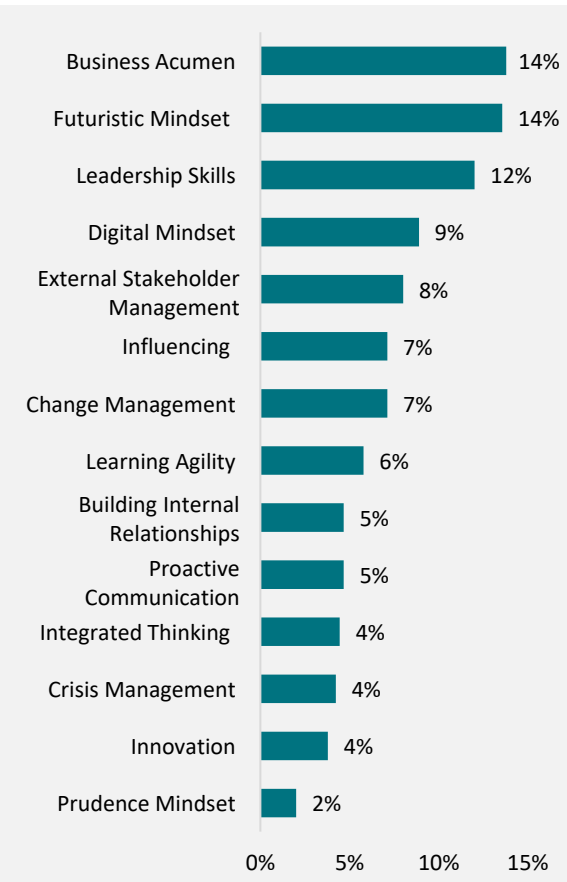 Business Acumen 14%
Futuristic Mindset 14%
Leadership Skills 12%
Digital Mindset 9%
External Stakeholder
Management 8%
Influencing 7%
Change Management 7%
Learning Agility 6%
Building Internal
Relationships 5%
Proactive
Communication 5%
Integrated Thinking 4%
Crisis Management 4%
Innovation 4%
Prudence Mindset 2%
0% 5% 10% 15%